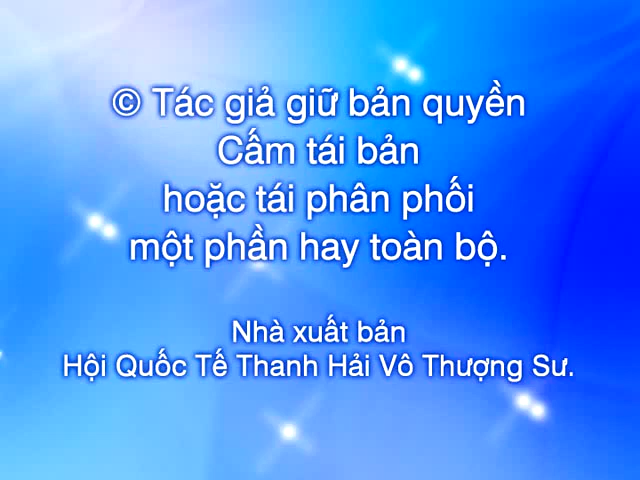 © Tác giả giữ bản quyền
Cấm tái bản
hoặc tái phân phối
một phần hay toàn bộ.
Nhà xuất bản
Hội Quốc Tế Thanh Hải Vô Thượng Sư.